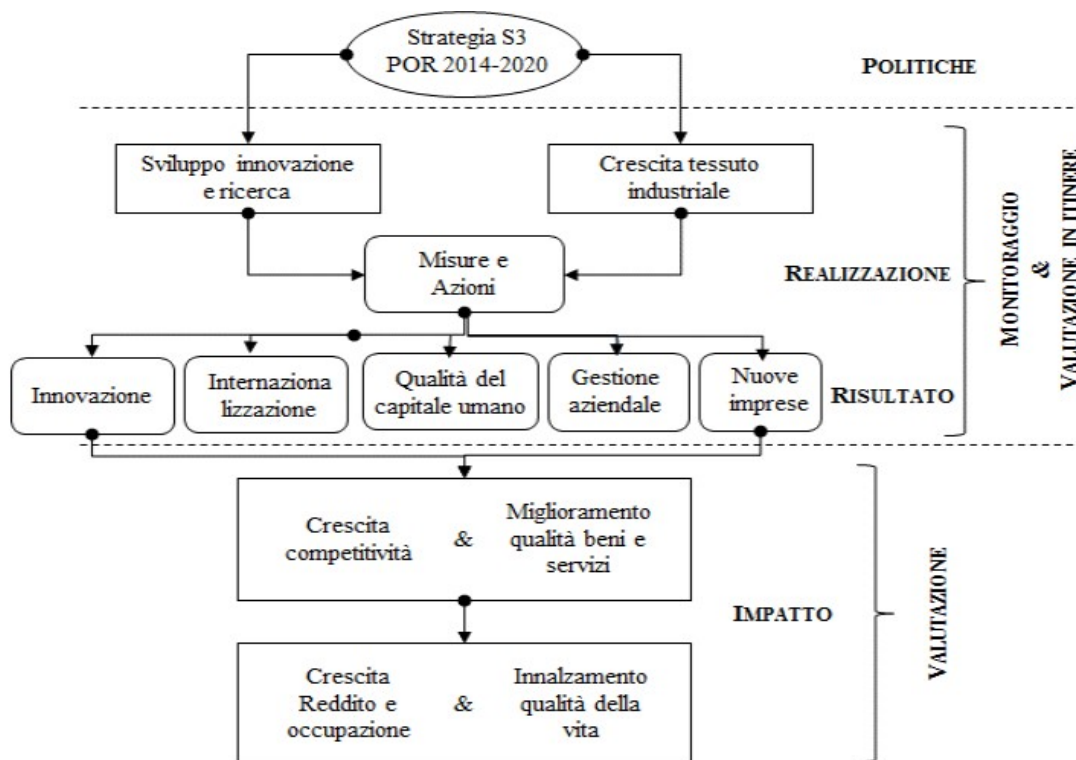 Strategia S3
POR 2014-2020
POLITICHE
Sviluppo innovazione
e ricerca
Crescita tessuto
industriale
Misure e
Azioni
REALIZZAZIONE
MONITORAGGIO
&
VALUTAZIONE IN ITINERE
Innovazione
Internaziona
lizzazione
Qualità del
capitale umano
Gestione
aziendale
Nuove
imprese
RISULTATO
Crescita
competitività
&
Miglioramento
qualità beni e
servizi
IMPATTO
VALUTAZIONE
Crescita
Reddito e
occupazione
&
Innalzamento
qualità della
vita